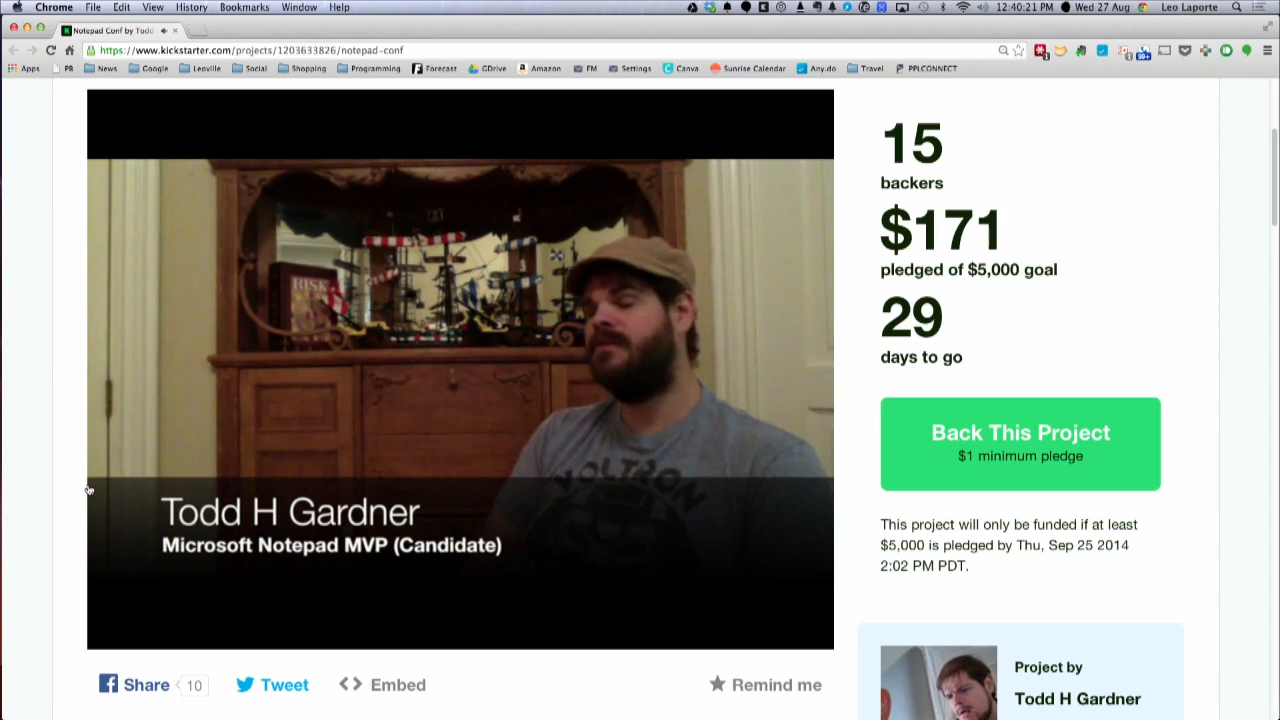 Chrome File Edit View History Bookmarks Window Help 12:40:21 PM Wed 27 Aug Leo Laporte
Notepad Conf by Todd
https://www.kickstarter.com/projects/1203633826/notepad-conf
Apps PB News Google Leoville Social Shopping Programming Forecast GDrive Amazon FM Settings Canva Sunrise Calendar Any.do Travel PPLCONNECT
15
backers
$171
pledged of $5,000 goal
29
days to go
Back This Project
$1 minimum pledge
This project will only be funded if at least
$5,000 is pledged by Thu, Sep 25 2014
2:02 PM PDT.
RISK
VOLTRON
Todd H Gardner
Microsoft Notepad MVP (Candidate)
Share 10 Tweet Embed Remind me
Project by
Todd H Gardner